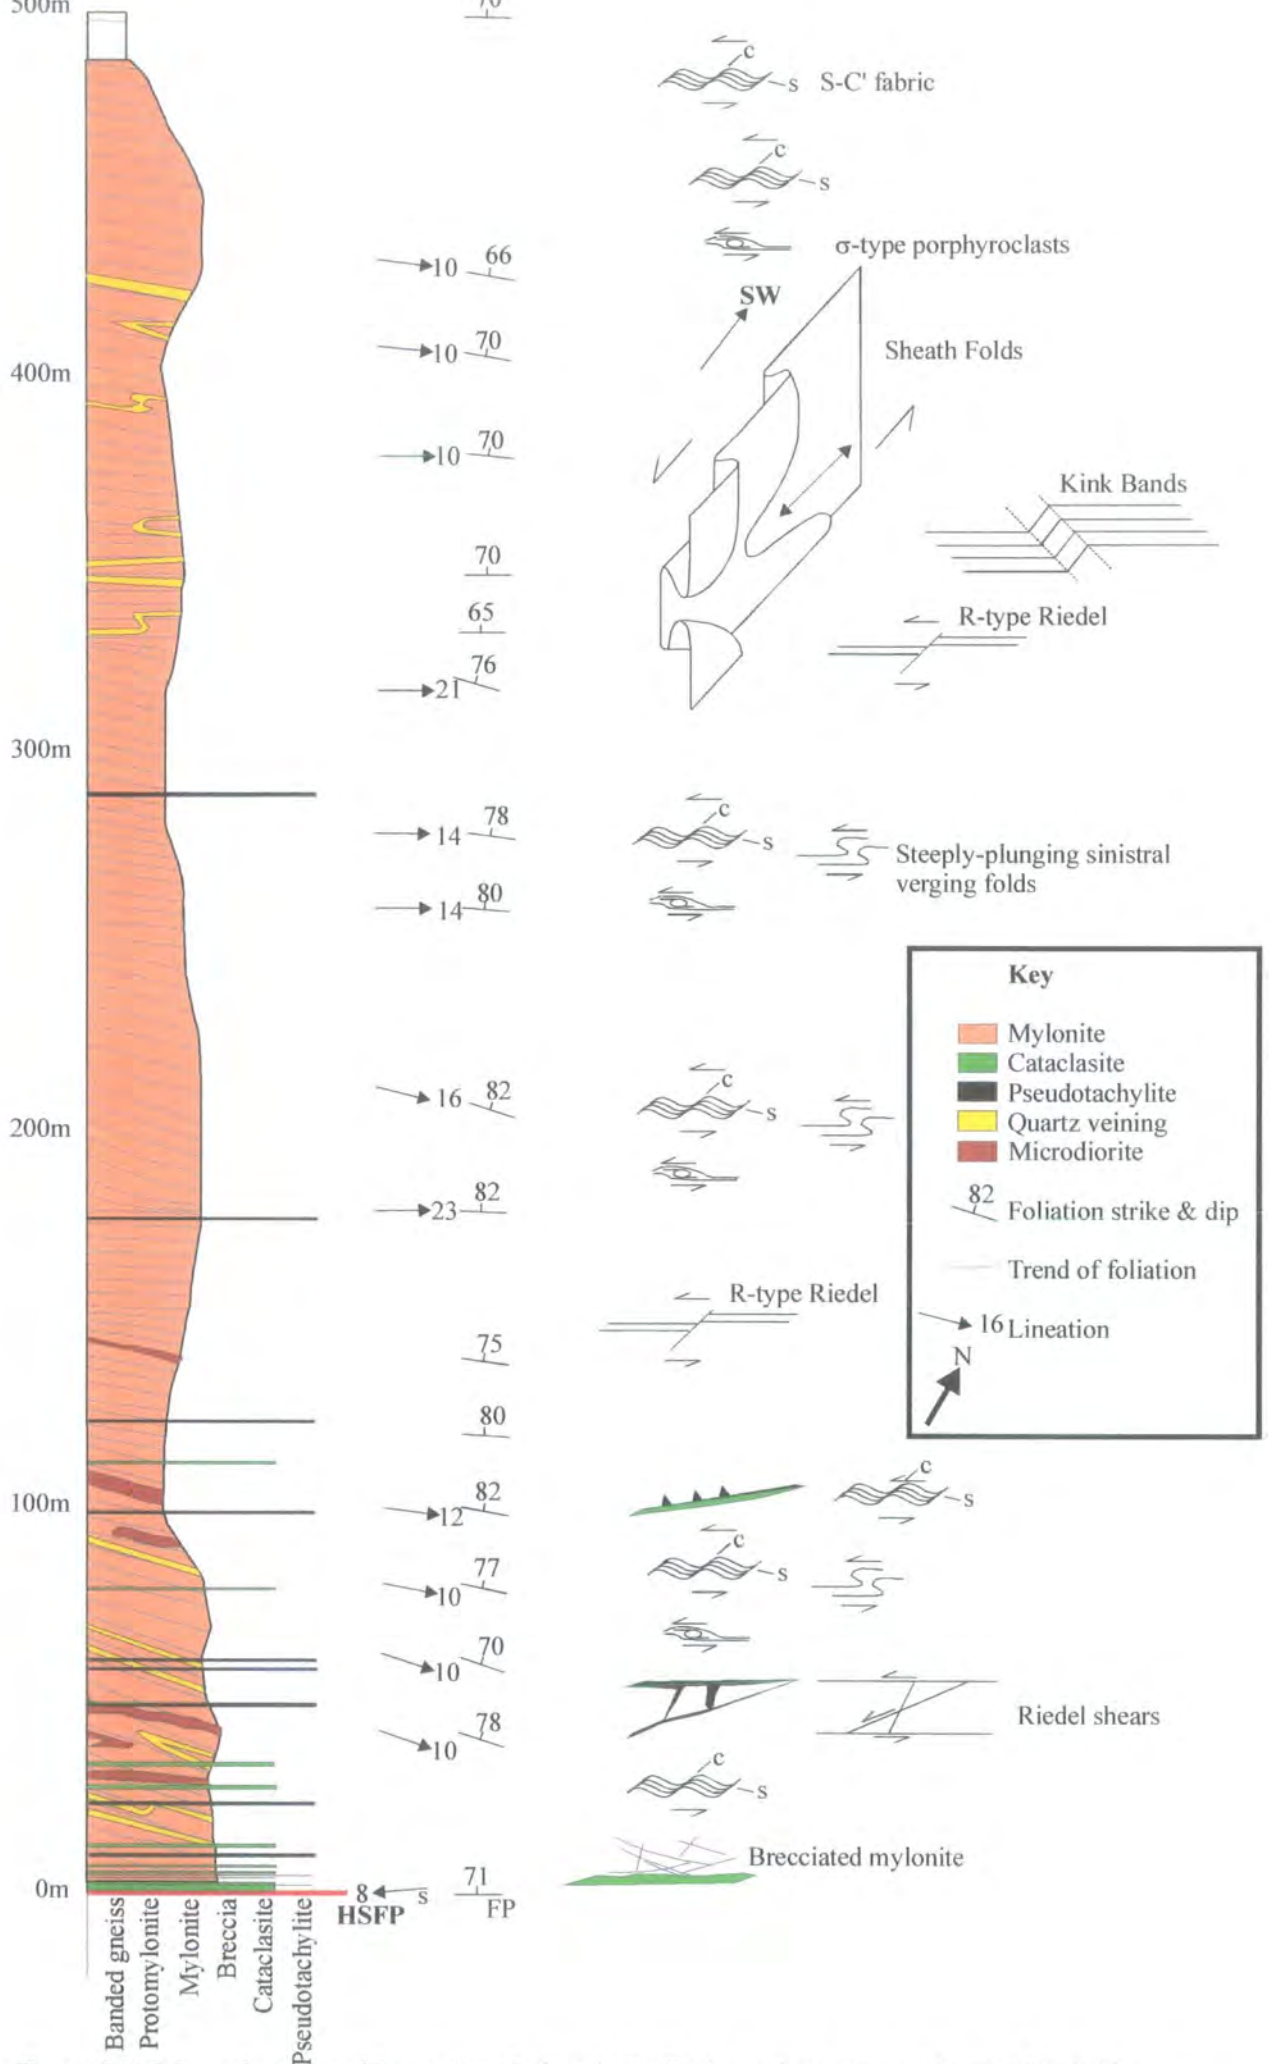 500m
70
c
s S-C' fabric
c
s
10 66
σ-type porphyroclasts
SW
10 70
Sheath Folds
400m
10 70
Kink Bands
70
65
R-type Riedel
76
21
300m
14 78
c
s
Steeply-plunging sinistral
verging folds
14 80
Key
Mylonite
Cataclasite
Pseudotachylite
Quartz veining
Microdiorite
82 Foliation strike & dip
Trend of foliation
16 Lineation
N
16 82
c
s
200m
23 82
R-type Riedel
75
80
100m
12 82
c
s
10 77
c
s
10 70
10 78
Riedel shears
c
s
Brecciated mylonite
0m
8 s 71
HSFP FP
Banded gneiss
Protomylonite
Mylonite
Breccia
Cataclasite
Pseudotachylite